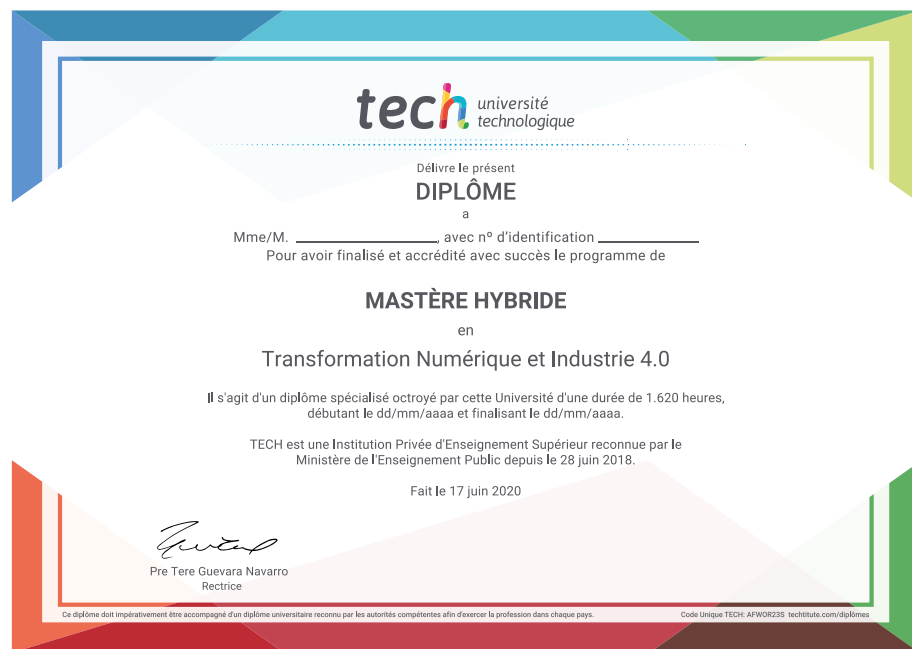 tech université
technologique
Délivre le présent
DIPLÔME
a
Mme/M. ____________, avec nº d'identification ____________
Pour avoir finalisé et accrédité avec succès le programme de
MASTÈRE HYBRIDE
en
Transformation Numérique et Industrie 4.0
Il s'agit d'un diplôme spécialisé octroyé par cette Université d'une durée de 1.620 heures,
débutant le dd/mm/aaaa et finalisant le dd/mm/aaaa.
TECH est une Institution Privée d'Enseignement Supérieur reconnue par le
Ministère de l'Enseignement Public depuis le 28 juin 2018.
Fait le 17 juin 2020
Pre Tere Guevara Navarro
Rectrice
Ce diplôme doit impérativement être accompagné d'un diplôme universitaire reconnu par les autorités compétentes afin d'exercer la profession dans chaque pays.
Code Unique TECH: AFWOR23S techtitute.com/diplômes